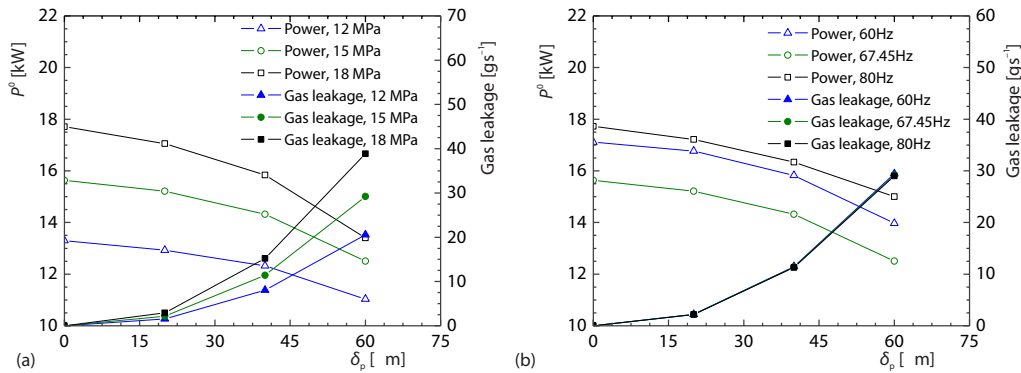 22
20
18
16
14
12
10
P⁰ [kW]
70
60
50
40
30
20
10
0
Gas leakage [gs⁻¹]
Power, 12 MPa
Power, 15 MPa
Power, 18 MPa
Gas leakage, 12 MPa
Gas leakage, 15 MPa
Gas leakage, 18 MPa
0 15 30 45 60 75
(a)
δp [ m]
22
20
18
16
14
12
10
P⁰ [kW]
60
50
40
30
20
10
0
Gas leakage [gs⁻¹]
Power, 60Hz
Power, 67.45Hz
Power, 80Hz
Gas leakage, 60Hz
Gas leakage, 67.45Hz
Gas leakage, 80Hz
0 15 30 45 60 75
(b)
δp [ m]